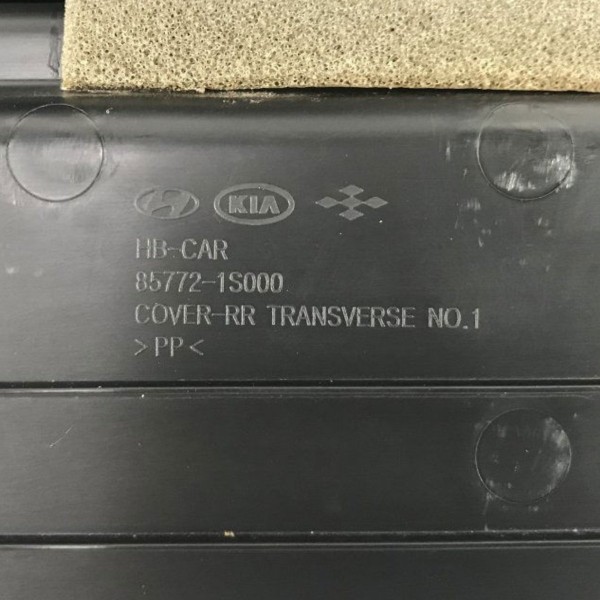 KIA
HB-CAR
85772-1S000
COVER-RR TRANSVERSE NO.1
>PP<